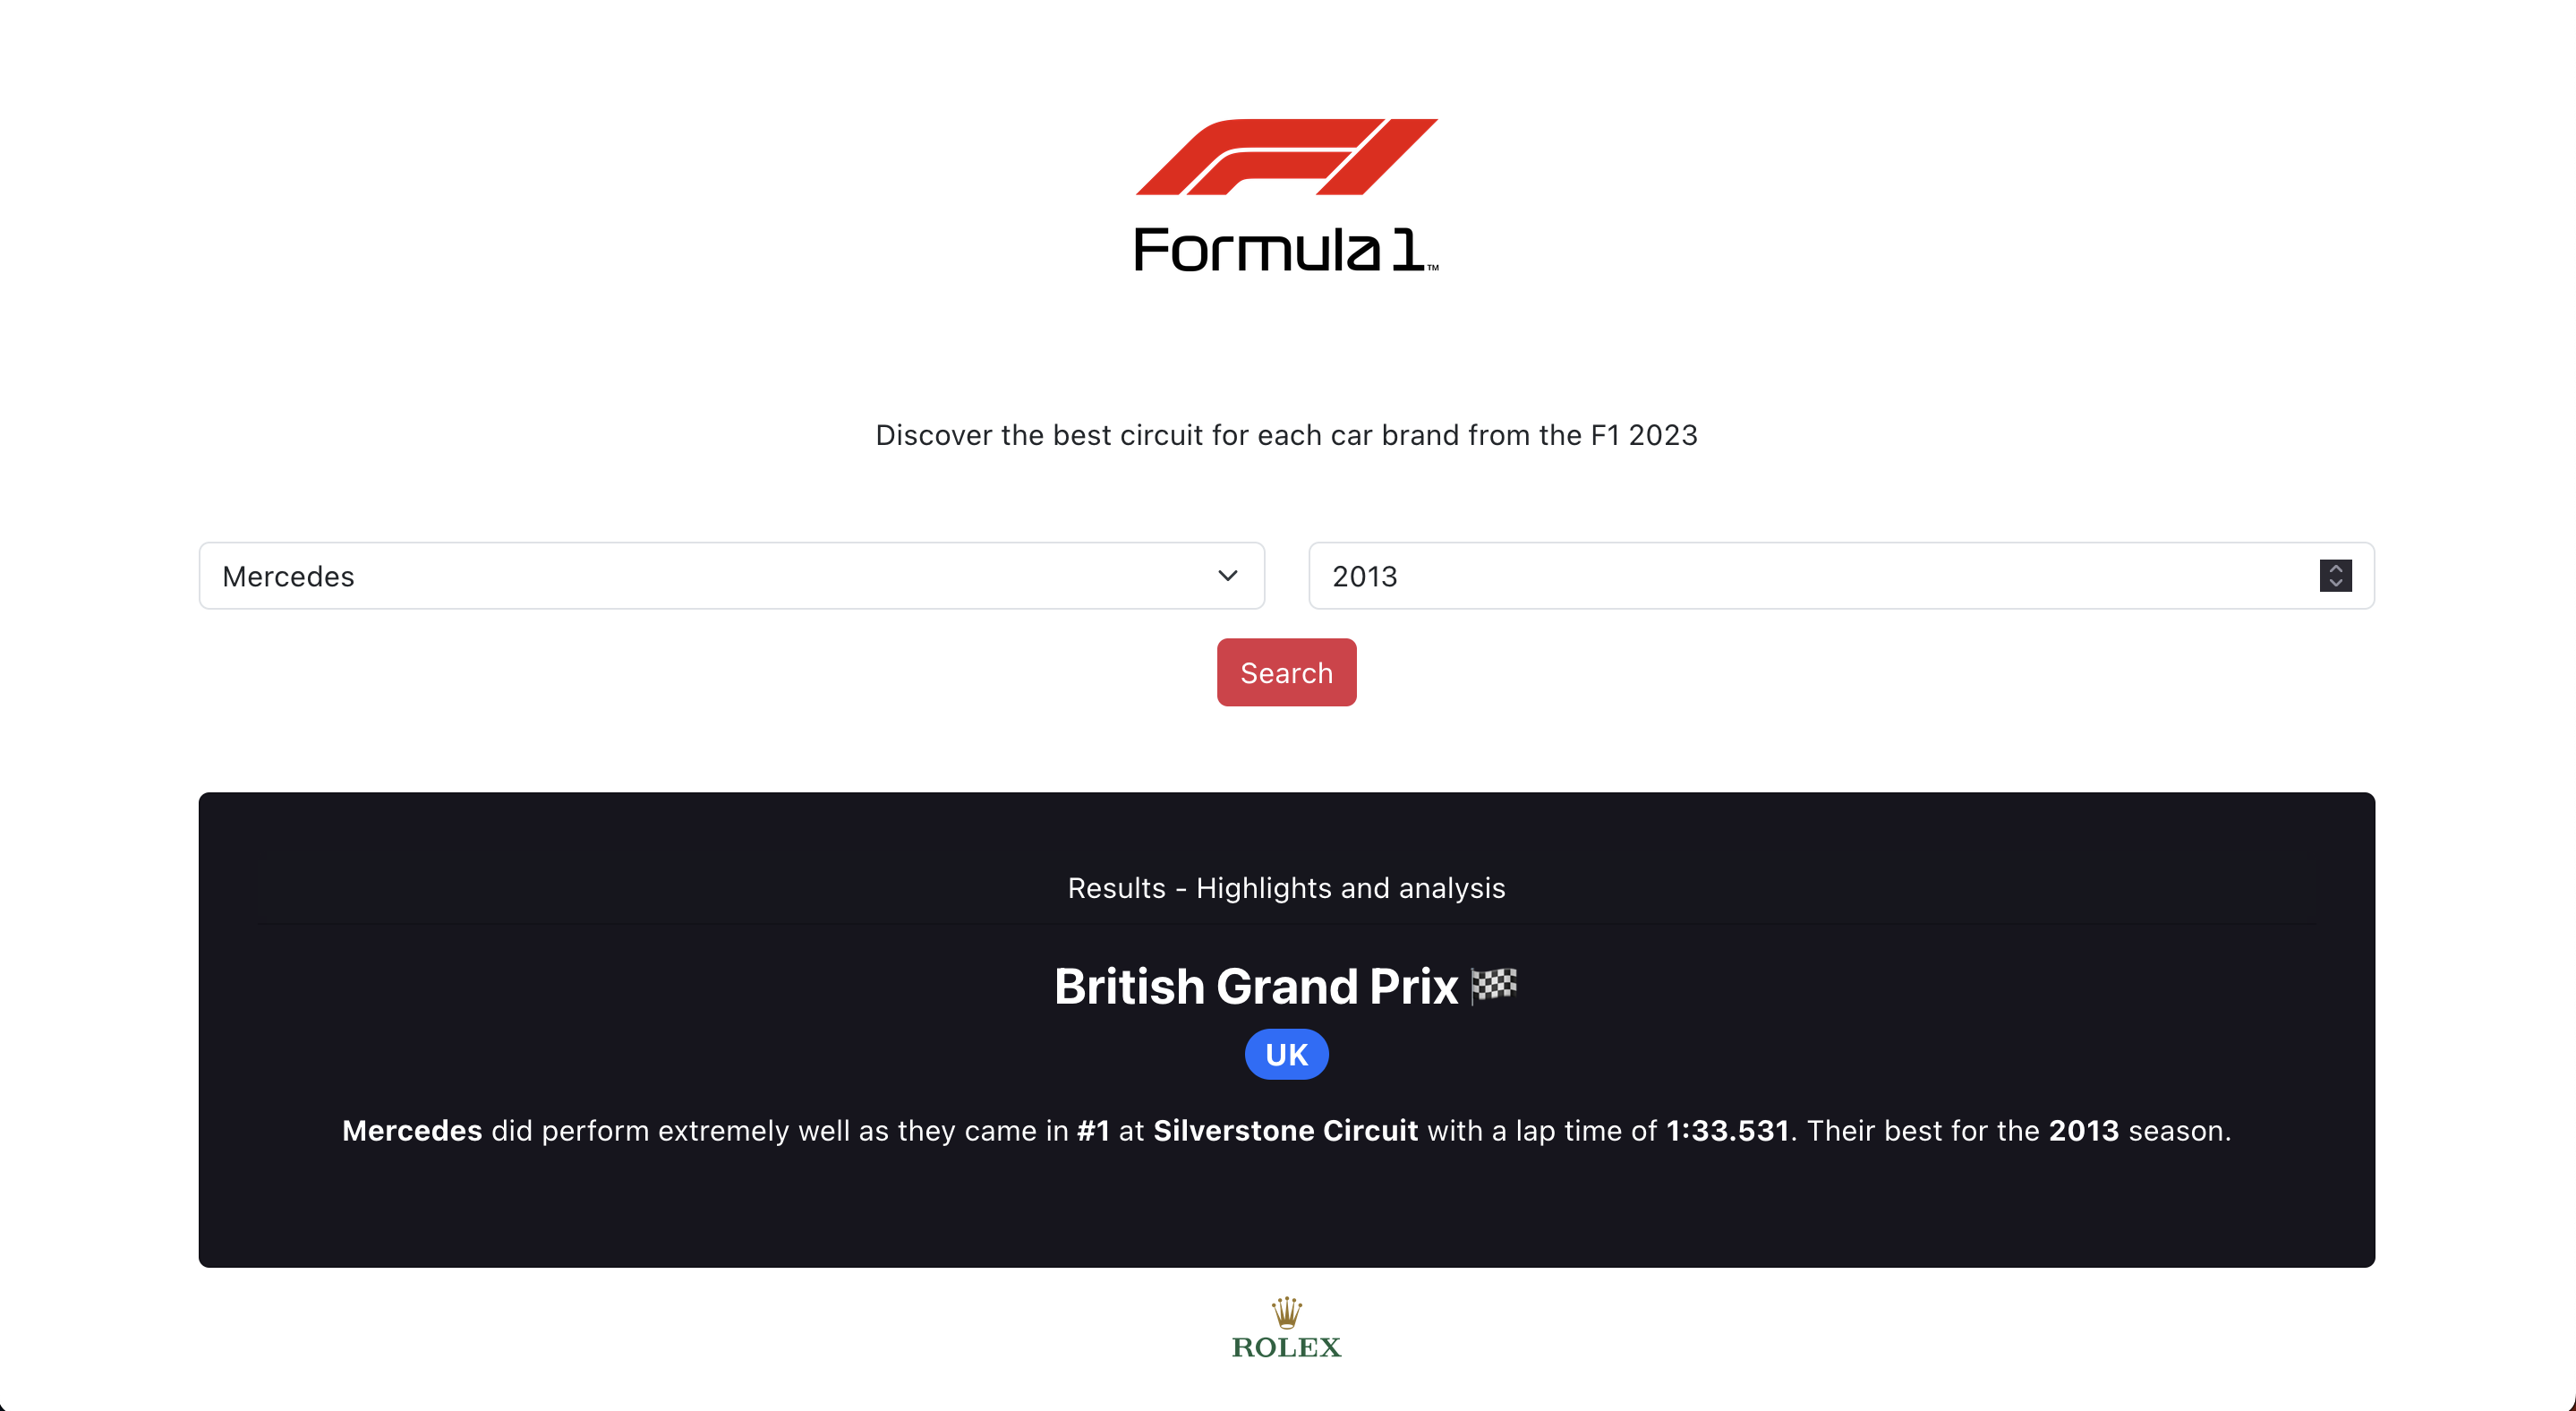 F1
Formula 1™
Discover the best circuit for each car brand from the F1 2023
Mercedes
2013
Search
Results - Highlights and analysis
British Grand Prix 🏁
UK
Mercedes did perform extremely well as they came in #1 at Silverstone Circuit with a lap time of 1:33.531. Their best for the 2013 season.
ROLEX